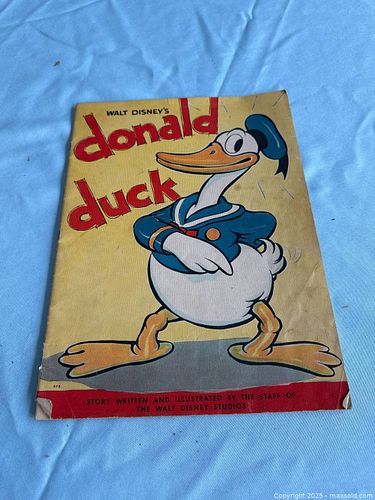 WALT DISNEY'S
donald
duck
STORY WRITTEN AND ILLUSTRATED BY THE STAFF OF
THE WALT DISNEY STUDIOS
Copyright 2025 - maxsold.com